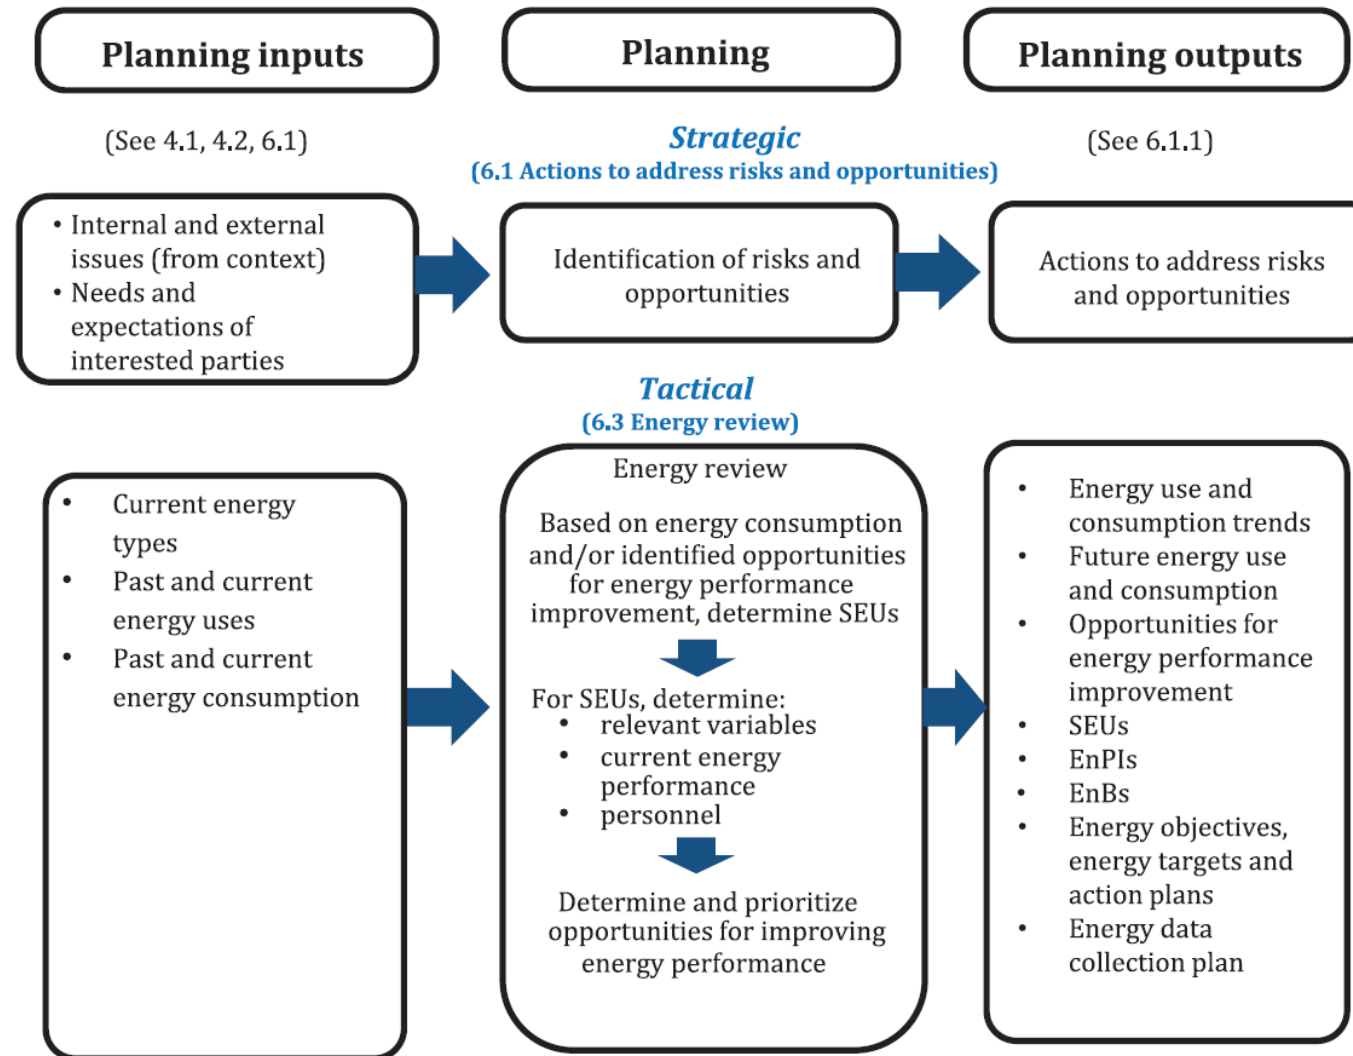 Planning inputs
Planning
Planning outputs
(See 4.1, 4.2, 6.1)
Strategic
(6.1 Actions to address risks and opportunities)
(See 6.1.1)
• Internal and external
issues (from context)
• Needs and
expectations of
interested parties
Identification of risks and
opportunities
Actions to address risks
and opportunities
Tactical
(6.3 Energy review)
• Current energy
types
• Past and current
energy uses
• Past and current
energy consumption
Energy review
Based on energy consumption
and/or identified opportunities
for energy performance
improvement, determine SEUs
For SEUs, determine:
• relevant variables
• current energy
performance
• personnel
Determine and prioritize
opportunities for improving
energy performance
• Energy use and
consumption trends
• Future energy use
and consumption
• Opportunities for
energy performance
improvement
• SEUs
• EnPIs
• EnBs
• Energy objectives,
energy targets and
action plans
• Energy data
collection plan